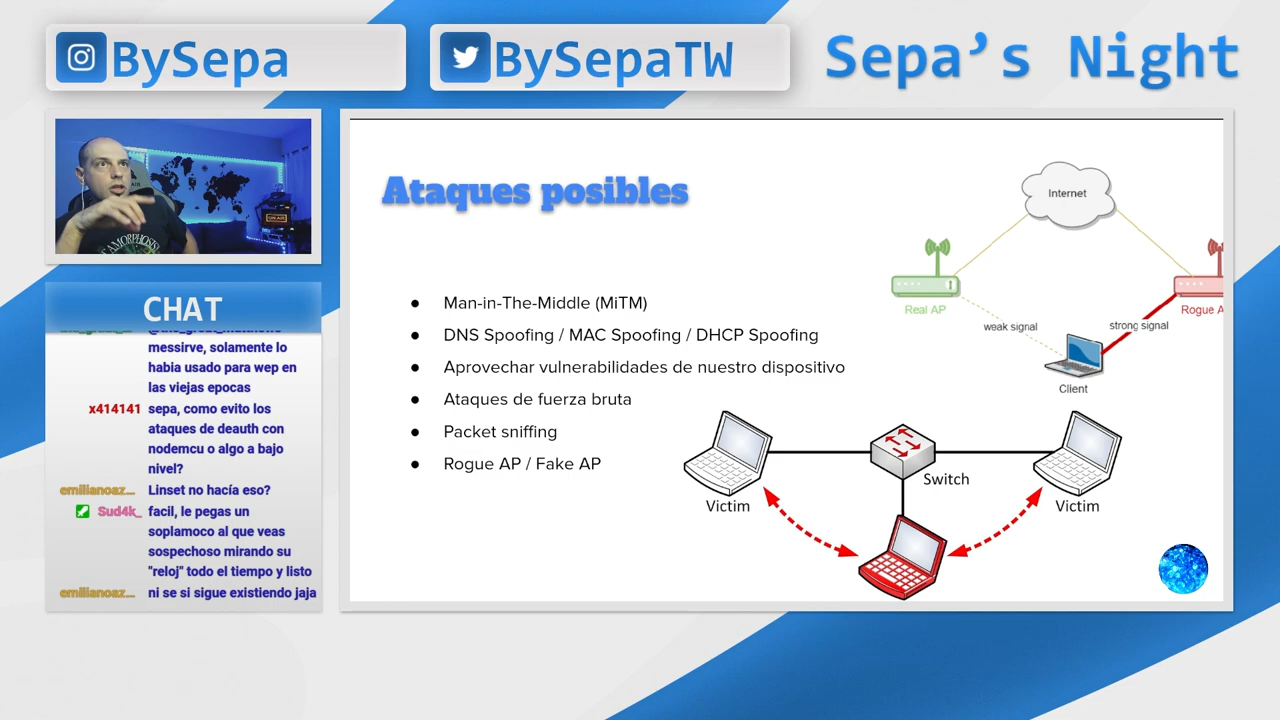 BySepa
BySepaTW
Sepa's Night
CHAT
messirve, solamente lo
habia usado para wep en
las viejas epocas
x414141 sepa, como evito los
ataques de deauth con
nodemcu o algo a bajo
nivel?
emilianoaz... Linset no hacía eso?
Sud4k_ facil, le pegas un
soplamoco al que veas
sospechoso mirando su
"reloj" todo el tiempo y listo
emilianoaz... ni se si sigue existiendo jaja
Ataques posibles
● Man-in-The-Middle (MiTM)
● DNS Spoofing / MAC Spoofing / DHCP Spoofing
● Aprovechar vulnerabilidades de nuestro dispositivo
● Ataques de fuerza bruta
● Packet sniffing
● Rogue AP / Fake AP
Internet
Real AP
Rogue A
weak signal
strong signal
Client
Switch
Victim
Victim